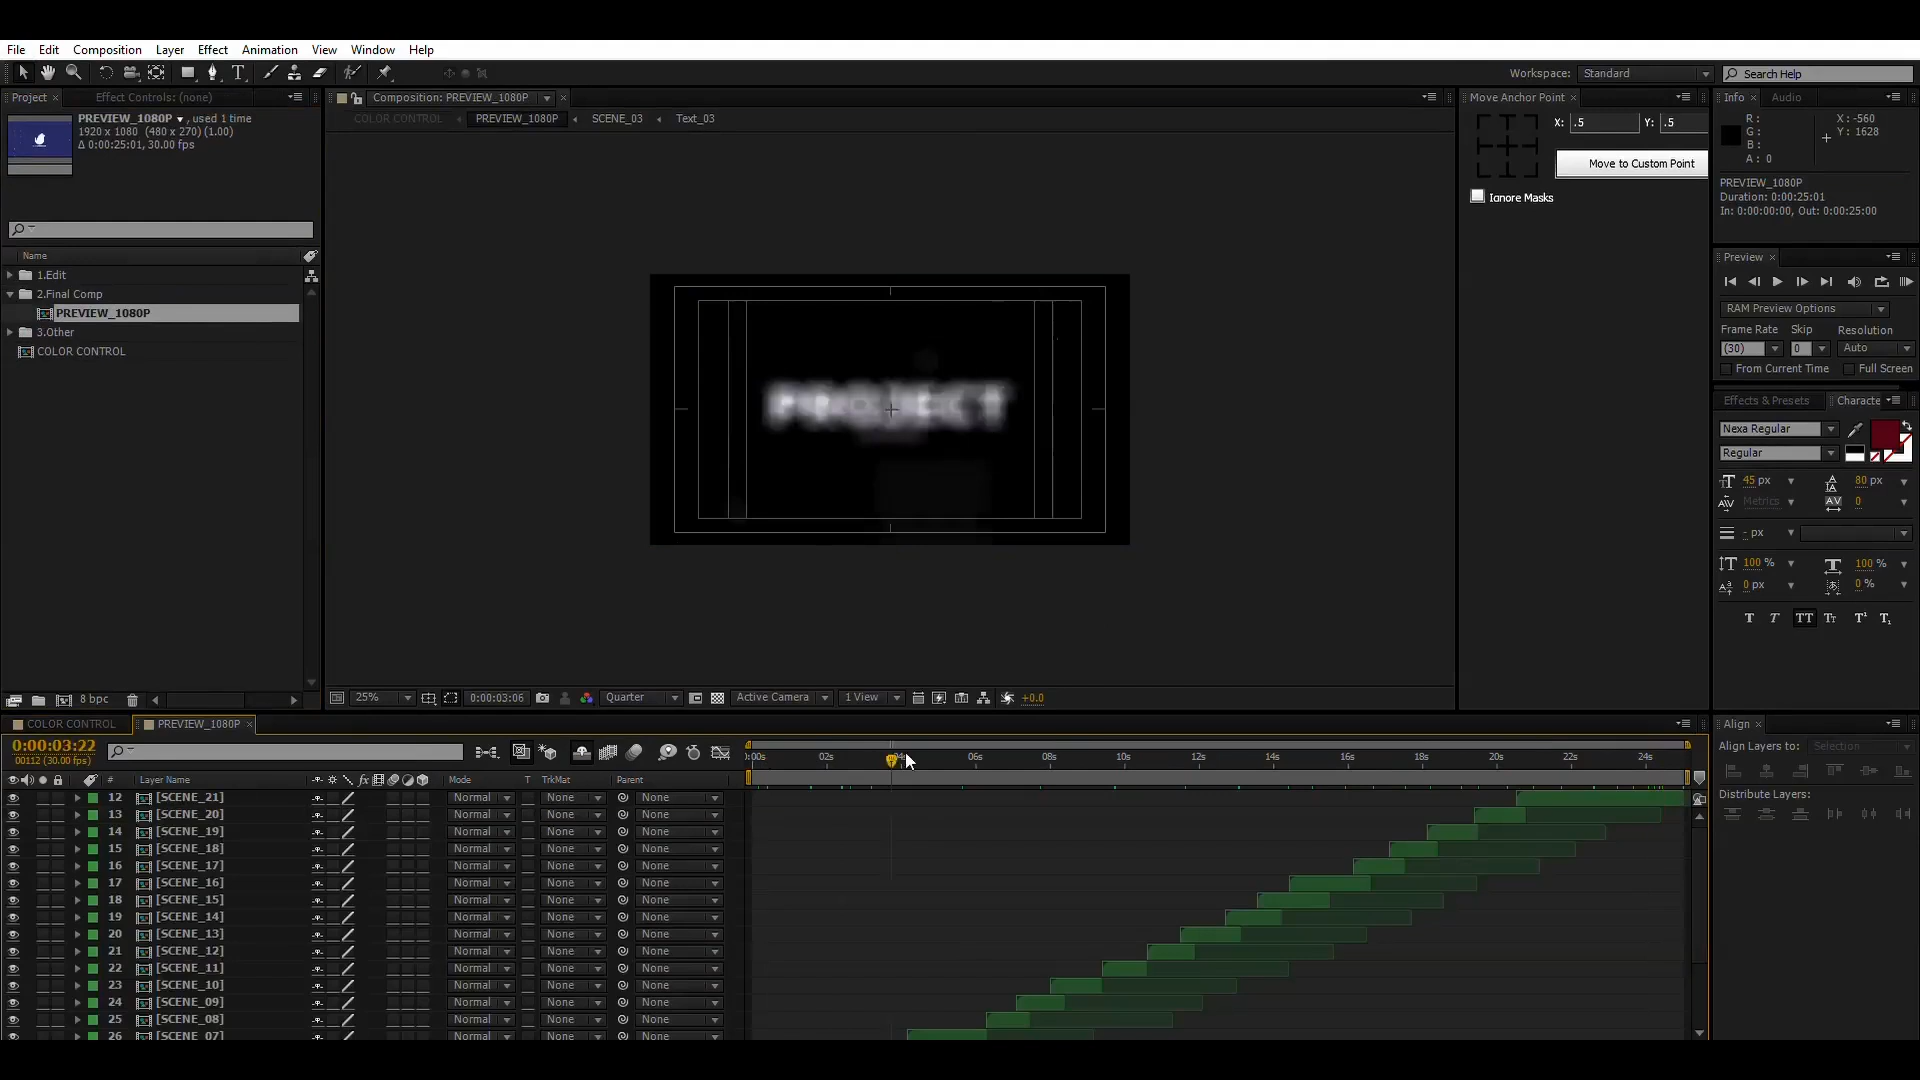 File Edit Composition Layer Effect Animation View Window Help
Workspace: Standard Search Help
Project Effect Controls: (none)
PREVIEW_1080P , used 1 time
1920 x 1080 (480 x 270) (1.00)
Δ 0:00:25:01, 30.00 fps
Name
1.Edit
2.Final Comp
PREVIEW_1080P
3.Other
COLOR CONTROL
8 bpc
Composition: PREVIEW_1080P
COLOR CONTROL PREVIEW_1080P SCENE_03 Text_03
PROJECT
25% 0:00:03:06 Quarter Active Camera 1 View +0.0
Move Anchor Point
X: .5 Y: .5
Move to Custom Point
Ignore Masks
Info Audio
R: X: -560
G: Y: 1628
B:
A: 0
PREVIEW_1080P
Duration: 0:00:25:01
In: 0:00:00:00, Out: 0:00:25:00
Preview
RAM Preview Options
Frame Rate Skip Resolution
(30) 0 Auto
From Current Time Full Screen
Effects & Presets Characte
Nexa Regular
Regular
45 px 80 px
Metrics 0
- px
100 % 100 %
0 px 0 %
T T TT Tt T¹ T₁
COLOR CONTROL PREVIEW_1080P
0:00:03:22
00112 (30.00 fps)
:00s 02s 04s 06s 08s 10s 12s 14s 16s 18s 20s 22s 24s
# Layer Name Mode T TrkMat Parent
12 [SCENE_21] Normal None None
13 [SCENE_20] Normal None None
14 [SCENE_19] Normal None None
15 [SCENE_18] Normal None None
16 [SCENE_17] Normal None None
17 [SCENE_16] Normal None None
18 [SCENE_15] Normal None None
19 [SCENE_14] Normal None None
20 [SCENE_13] Normal None None
21 [SCENE_12] Normal None None
22 [SCENE_11] Normal None None
23 [SCENE_10] Normal None None
24 [SCENE_09] Normal None None
25 [SCENE_08] Normal None None
26 [SCENE_07] Normal None None
Align
Align Layers to: Selection
Distribute Layers: